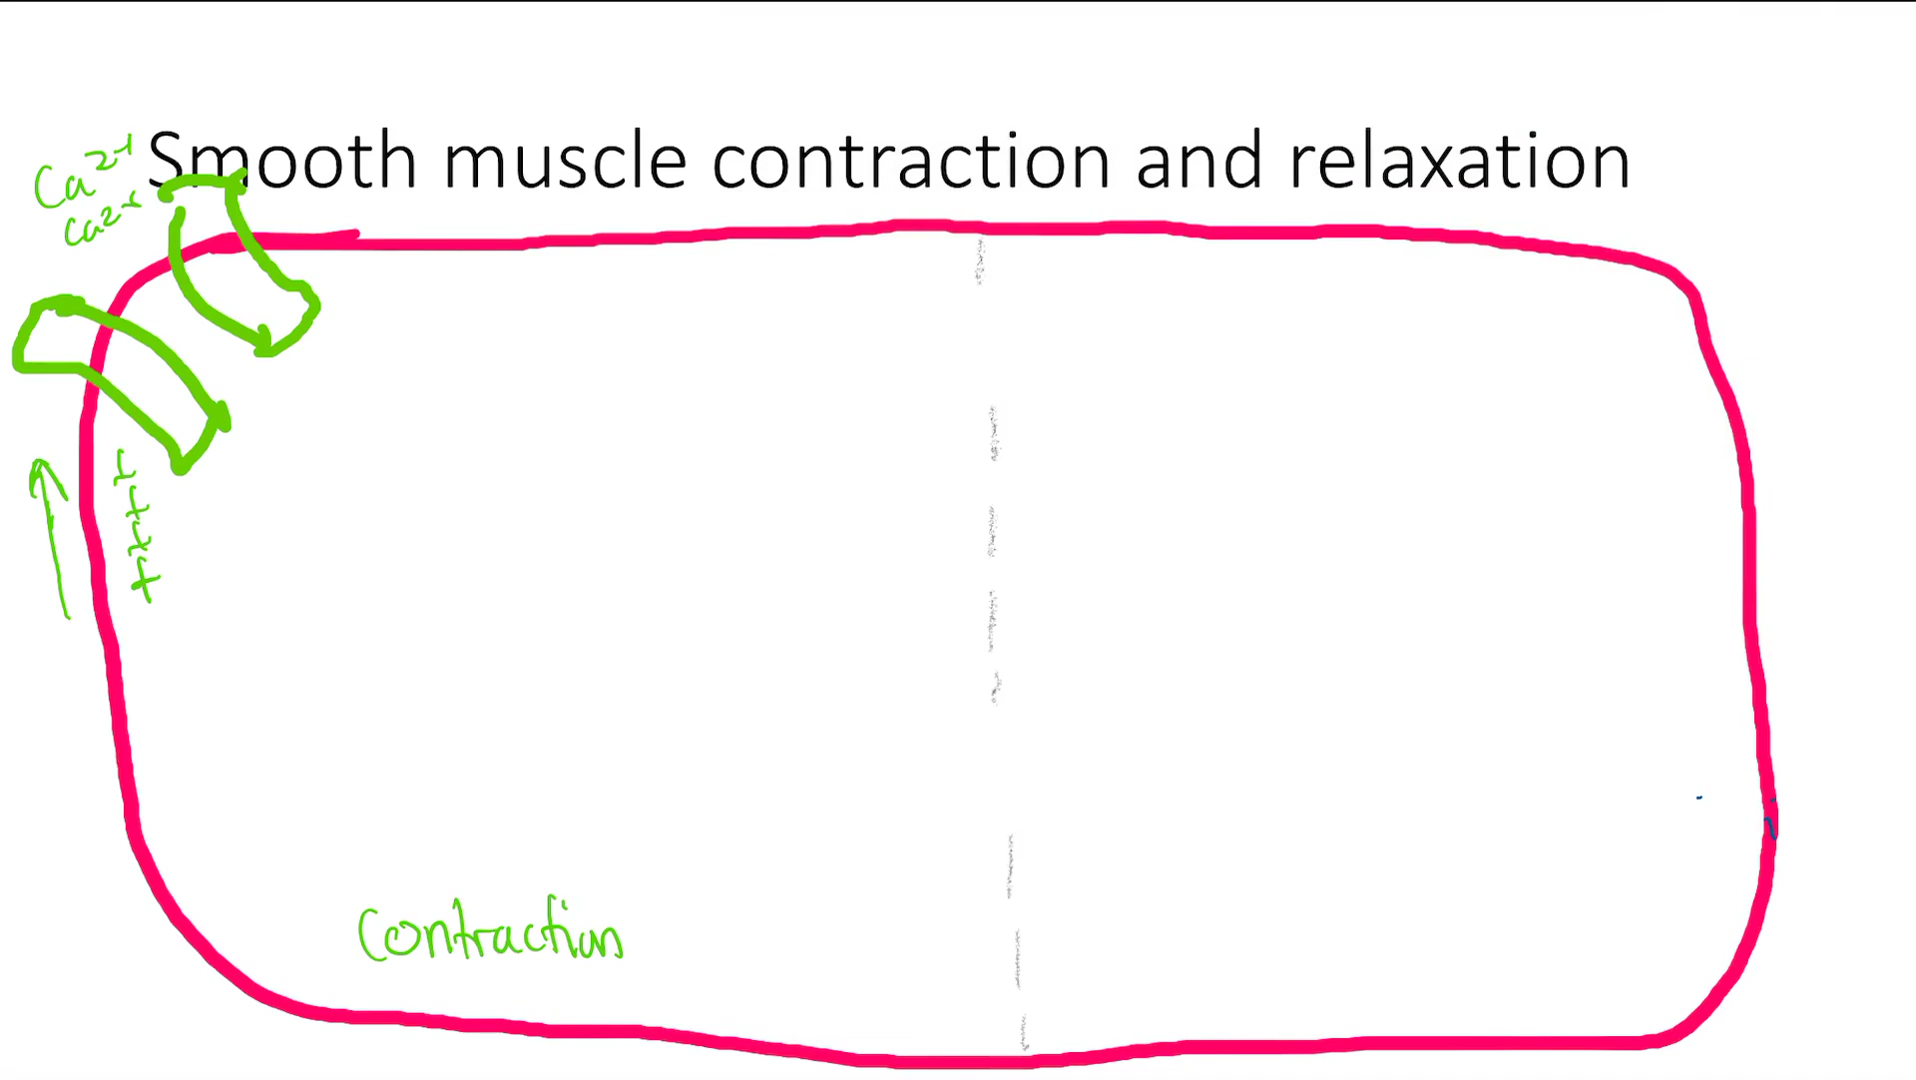 Smooth muscle contraction and relaxation
Ca2+
Ca2+
++++
Contraction